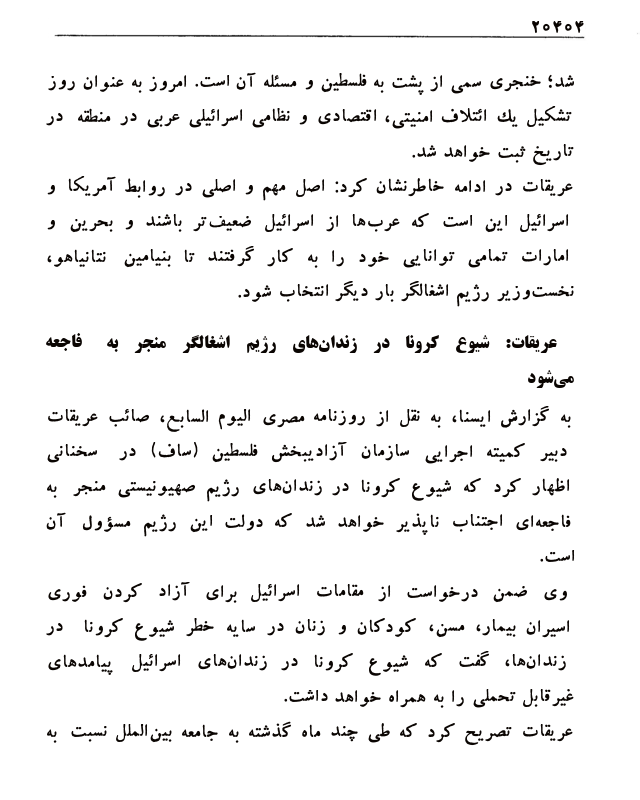 ۲۰۴۰۴
شد؛ خنجری سمی از پشت به فلسطین و مسئله آن است. امروز به عنوان روز
تشکیل یك ائتلاف امنیتی، اقتصادی و نظامی اسرائیلی عربی در منطقه در
تاریخ ثبت خواهد شد.
عریقات در ادامه خاطرنشان کرد: اصل مهم و اصلی در روابط آمریکا و
اسرائیل این است که عرب‌ها از اسرائیل ضعیف‌تر باشند و بحرین و
امارات تمامی توانایی خود را به کار گرفتند تا بنیامین نتانیاهو،
نخست‌وزیر رژیم اشغالگر بار دیگر انتخاب شود.
عریقات: شیوع کرونا در زندان‌های رژیم اشغالگر منجر به فاجعه
می‌شود
به گزارش ایسنا، به نقل از روزنامه مصری الیوم السابع، صائب عریقات
دبیر کمیته اجرایی سازمان آزادیبخش فلسطین (ساف) در سخنانی
اظهار کرد که شیوع کرونا در زندان‌های رژیم صهیونیستی منجر به
فاجعه‌ای اجتناب ناپذیر خواهد شد که دولت این رژیم مسؤول آن
است.
وی ضمن درخواست از مقامات اسرائیل برای آزاد کردن فوری
اسیران بیمار، مسن، کودکان و زنان در سایه خطر شیوع کرونا در
زندان‌ها، گفت که شیوع کرونا در زندان‌های اسرائیل پیامدهای
غیرقابل تحملی را به همراه خواهد داشت.
عریقات تصریح کرد که طی چند ماه گذشته به جامعه بین‌الملل نسبت به